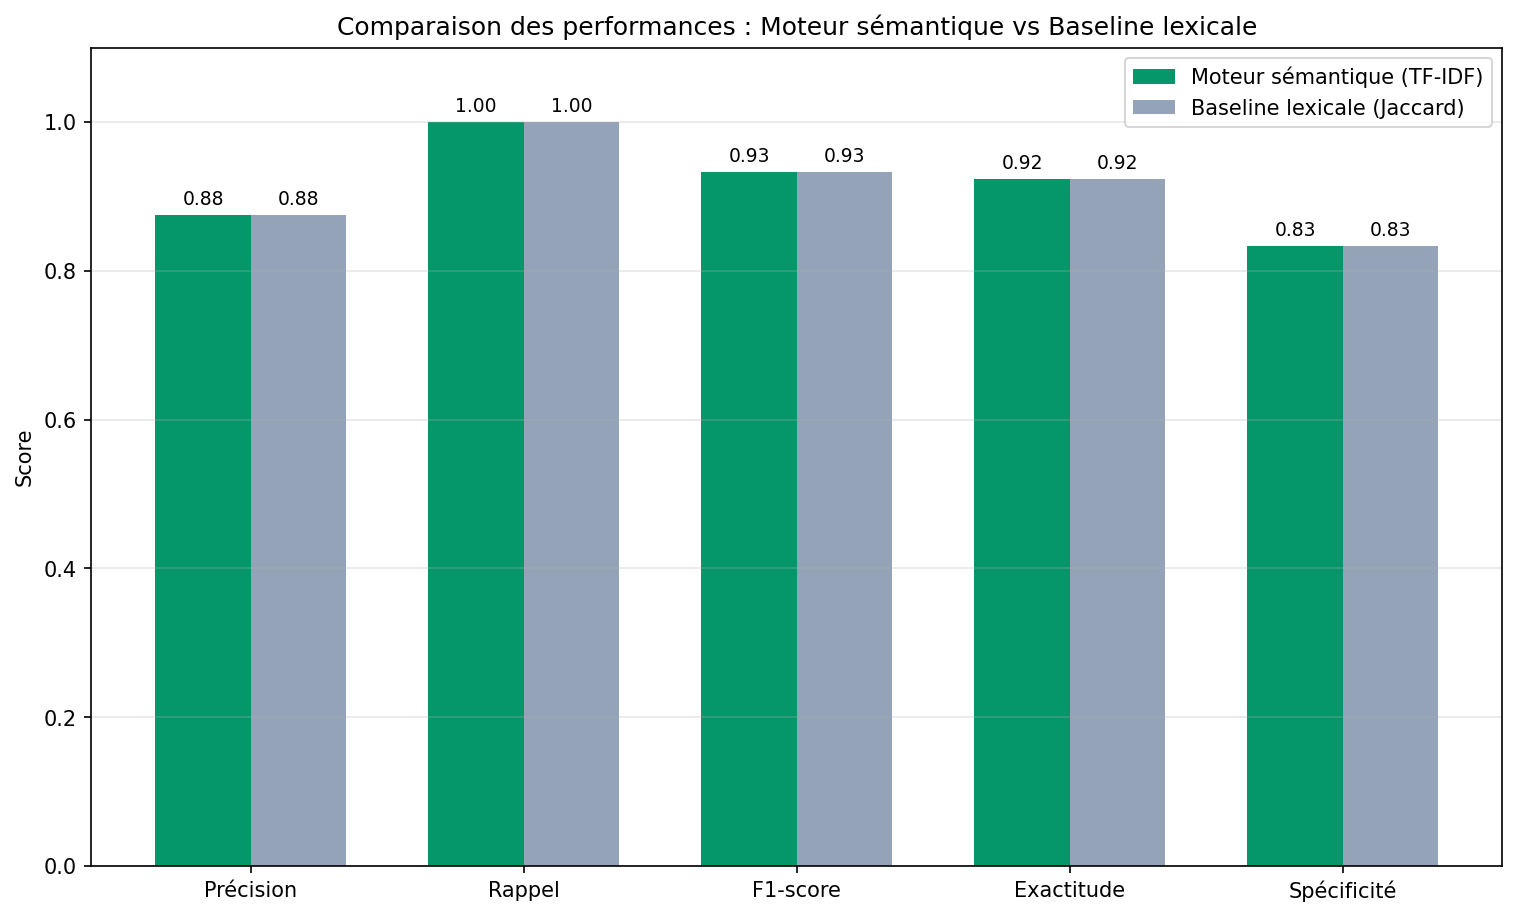 Comparaison des performances : Moteur sémantique vs Baseline lexicale
Moteur sémantique (TF-IDF)
Baseline lexicale (Jaccard)
Score
1.0
0.8
0.6
0.4
0.2
0.0
0.88 0.88
1.00 1.00
0.93 0.93
0.92 0.92
0.83 0.83
Précision Rappel F1-score Exactitude Spécificité